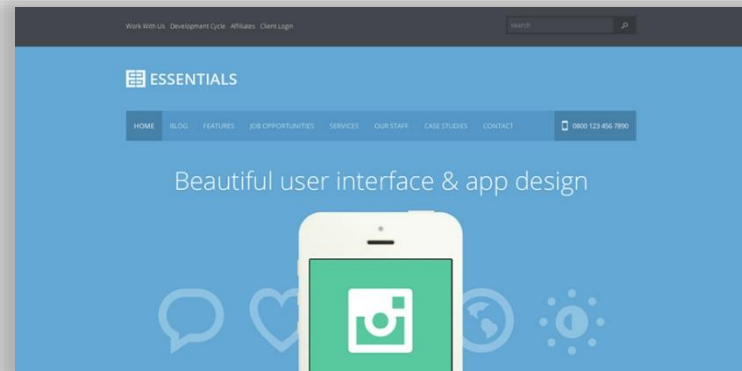 Work With Us Development Cycle Affiliates Client Login
search
ESSENTIALS
HOME BLOG FEATURES JOB OPPORTUNITIES SERVICES OUR STAFF CASE STUDIES CONTACT 0800 123 456 7890
Beautiful user interface & app design